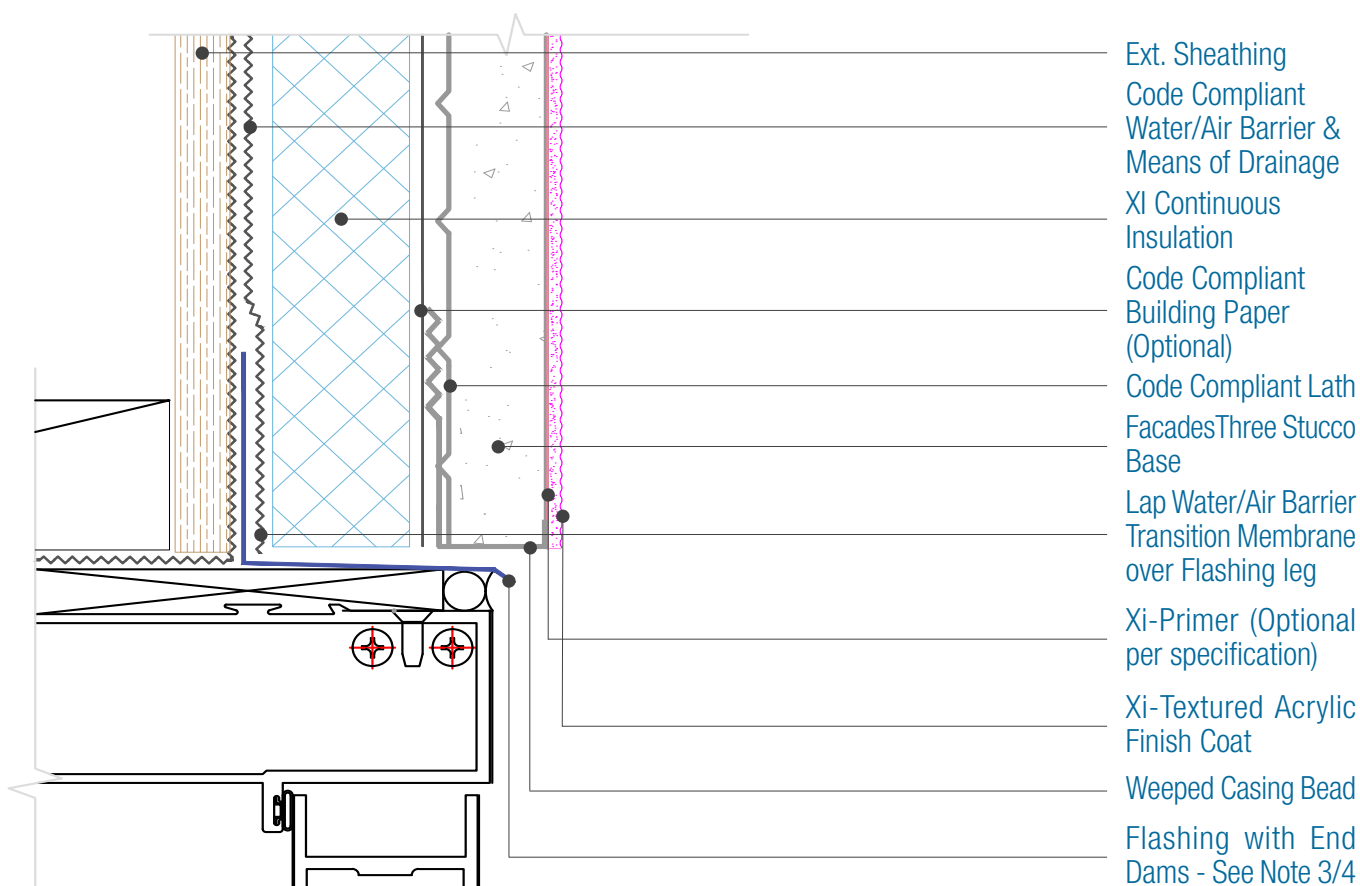 Ext. Sheathing
Code Compliant
Water/Air Barrier &
Means of Drainage
XI Continuous
Insulation
Code Compliant
Building Paper
(Optional)
Code Compliant Lath
FacadesThree Stucco
Base
Lap Water/Air Barrier
Transition Membrane
over Flashing leg
Xi-Primer (Optional
per specification)
Xi-Textured Acrylic
Finish Coat
Weeped Casing Bead
Flashing with End
Dams - See Note 3/4